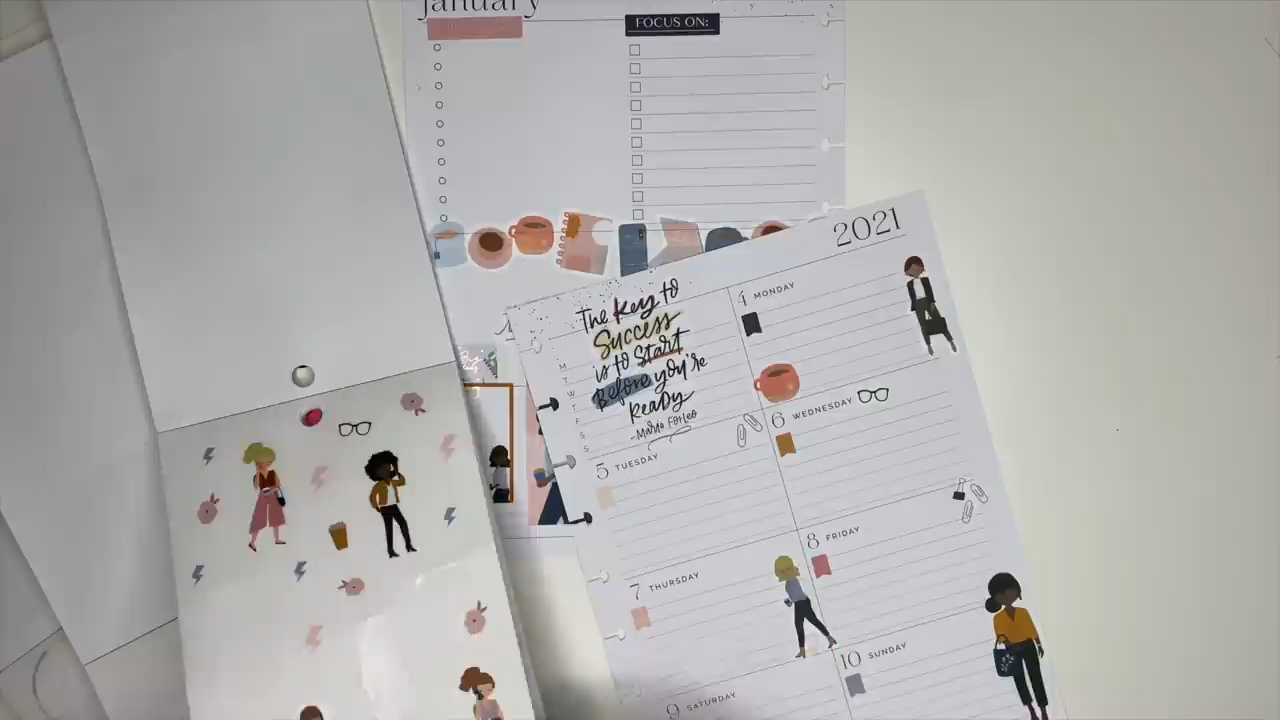 January
FOCUS ON:
2021
The key to
Success
is to Start
Before you're
Ready
-Marie Forleo
M
T
W
T
F
S
S
4 MONDAY
5 TUESDAY
6 WEDNESDAY
7 THURSDAY
8 FRIDAY
9 SATURDAY
10 SUNDAY